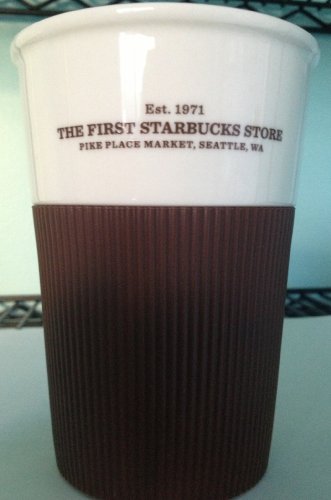 Est. 1971
THE FIRST STARBUCKS STORE
PIKE PLACE MARKET, SEATTLE, WA